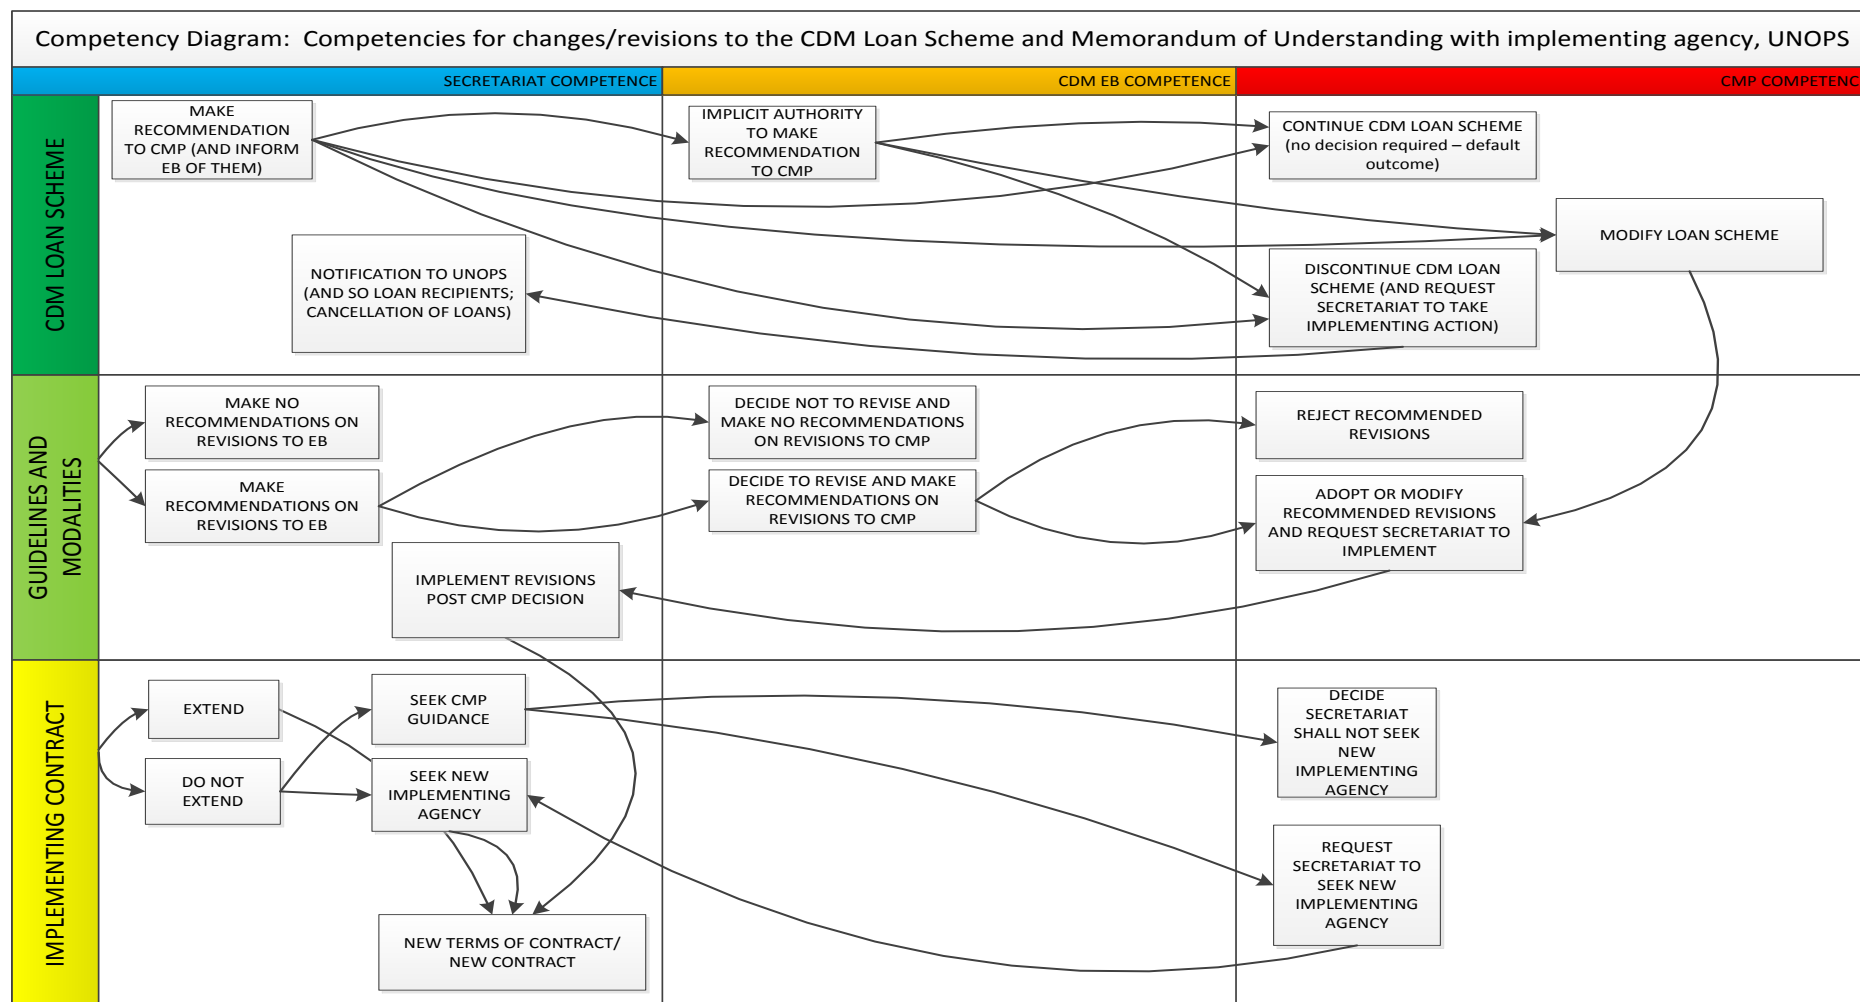 Competency Diagram:  Competencies for changes/revisions to the CDM Loan Scheme and Memorandum of Understanding with implementing agency, UNOPS
SECRETARIAT COMPETENCE
CDM EB COMPETENCE
CMP COMPETENC
CDM LOAN SCHEME
MAKE
RECOMMENDATION
TO CMP (AND INFORM
EB OF THEM)
IMPLICIT AUTHORITY
TO MAKE
RECOMMENDATION
TO CMP
CONTINUE CDM LOAN SCHEME
(no decision required – default
outcome)
MODIFY LOAN SCHEME
NOTIFICATION TO UNOPS
(AND SO LOAN RECIPIENTS;
CANCELLATION OF LOANS)
DISCONTINUE CDM LOAN
SCHEME (AND REQUEST
SECRETARIAT TO TAKE
IMPLEMENTING ACTION)
GUIDELINES AND
MODALITIES
MAKE NO
RECOMMENDATIONS ON
REVISIONS TO EB
DECIDE NOT TO REVISE AND
MAKE NO RECOMMENDATIONS
ON REVISIONS TO CMP
REJECT RECOMMENDED
REVISIONS
MAKE
RECOMMENDATIONS ON
REVISIONS TO EB
DECIDE TO REVISE AND MAKE
RECOMMENDATIONS ON
REVISIONS TO CMP
ADOPT OR MODIFY
RECOMMENDED REVISIONS
AND REQUEST SECRETARIAT TO
IMPLEMENT
IMPLEMENT REVISIONS
POST CMP DECISION
IMPLEMENTING CONTRACT
EXTEND
SEEK CMP
GUIDANCE
DECIDE
SECRETARIAT
SHALL NOT SEEK
NEW
IMPLEMENTING
AGENCY
DO NOT
EXTEND
SEEK NEW
IMPLEMENTING
AGENCY
REQUEST
SECRETARIAT TO
SEEK NEW
IMPLEMENTING
AGENCY
NEW TERMS OF CONTRACT/
NEW CONTRACT